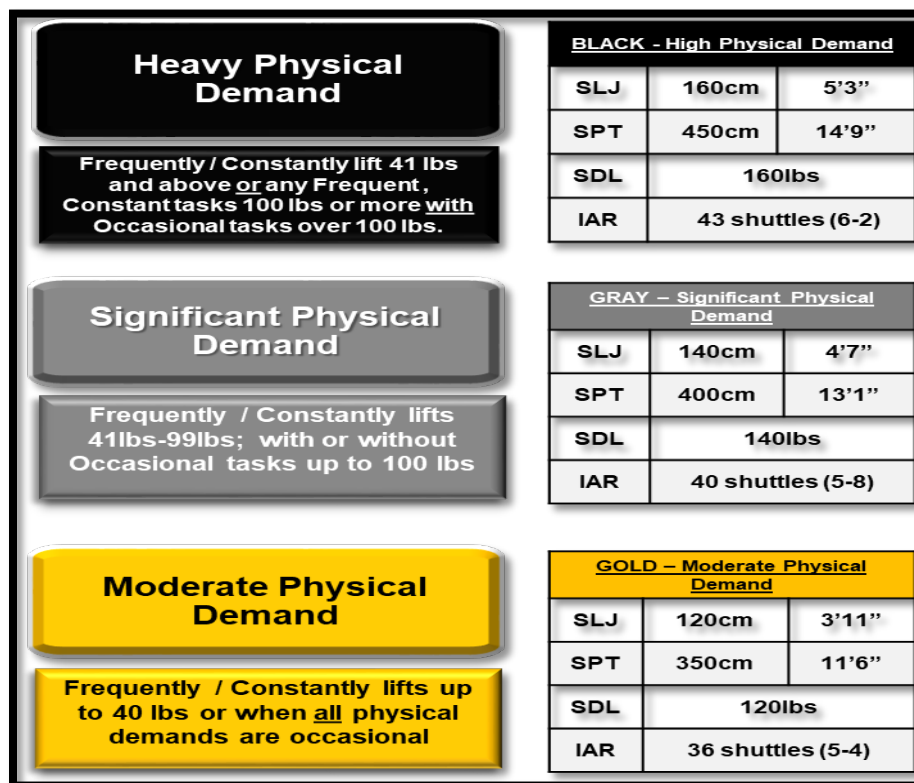 Heavy Physical
Demand
Frequently / Constantly lift 41 lbs
and above or any Frequent ,
Constant tasks 100 lbs or more with
Occasional tasks over 100 lbs.
BLACK - High Physical Demand
SLJ 160cm 5'3”
SPT 450cm 14'9”
SDL 160lbs
IAR 43 shuttles (6-2)
Significant Physical
Demand
Frequently / Constantly lifts
41lbs-99lbs; with or without
Occasional tasks up to 100 lbs
GRAY – Significant Physical
Demand
SLJ 140cm 4'7”
SPT 400cm 13'1”
SDL 140lbs
IAR 40 shuttles (5-8)
Moderate Physical
Demand
Frequently / Constantly lifts up
to 40 lbs or when all physical
demands are occasional
GOLD – Moderate Physical
Demand
SLJ 120cm 3'11”
SPT 350cm 11'6”
SDL 120lbs
IAR 36 shuttles (5-4)